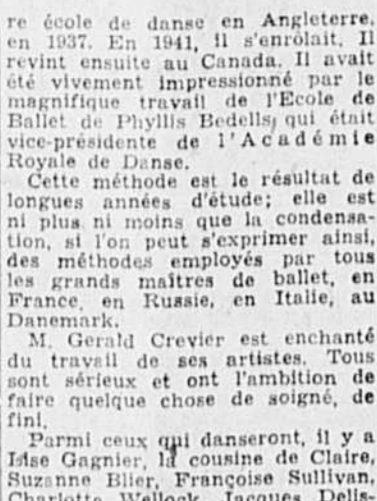 re école de danse en Angleterre,
en 1937. En 1941, il s'enrôlait. Il
revint ensuite au Canada. Il avait
été vivement impressionné par le
magnifique travail de l'Ecole de
Ballet de Phyllis Bedells, qui était
vice-présidente de l'Académie
Royale de Danse.
Cette méthode est le résultat de
longues années d'étude; elle est
ni plus ni moins que la condensa-
tion, si l'on peut s'exprimer ainsi,
des méthodes employés par tous
les grands maîtres de ballet, en
France, en Russie, en Italie, au
Danemark.
M. Gerald Crevier est enchanté
du travail de ses artistes. Tous
sont sérieux et ont l'ambition de
faire quelque chose de soigné, de
fini.
Parmi ceux qui danseront, il y a
Lise Gagnier, la cousine de Claire,
Suzanne Blier, Françoise Sullivan,
Charlotte Wellock, Jacques